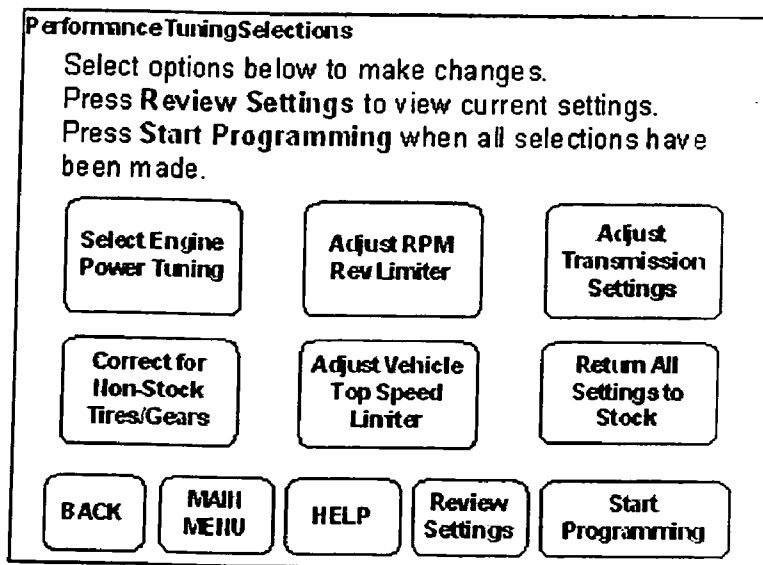 Performance Tuning Selections
Select options below to make changes.
Press Review Settings to view current settings.
Press Start Programming when all selections have
been made.
Select Engine
Power Tuning
Adjust RPM
Rev Limiter
Adjust
Transmission
Settings
Correct for
Non-Stock
Tires/Gears
Adjust Vehicle
Top Speed
Limiter
Return All
Settings to
Stock
BACK
MAIN
MENU
HELP
Review
Settings
Start
Programming